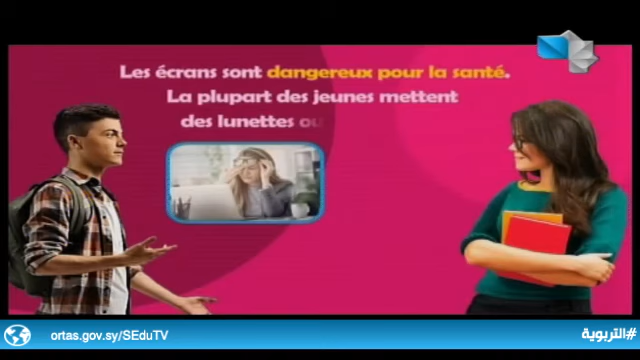 Les écrans sont dangereux pour la santé.
La plupart des jeunes mettent
des lunettes ou
ortas.gov.sy/SEduTV
#التربوية